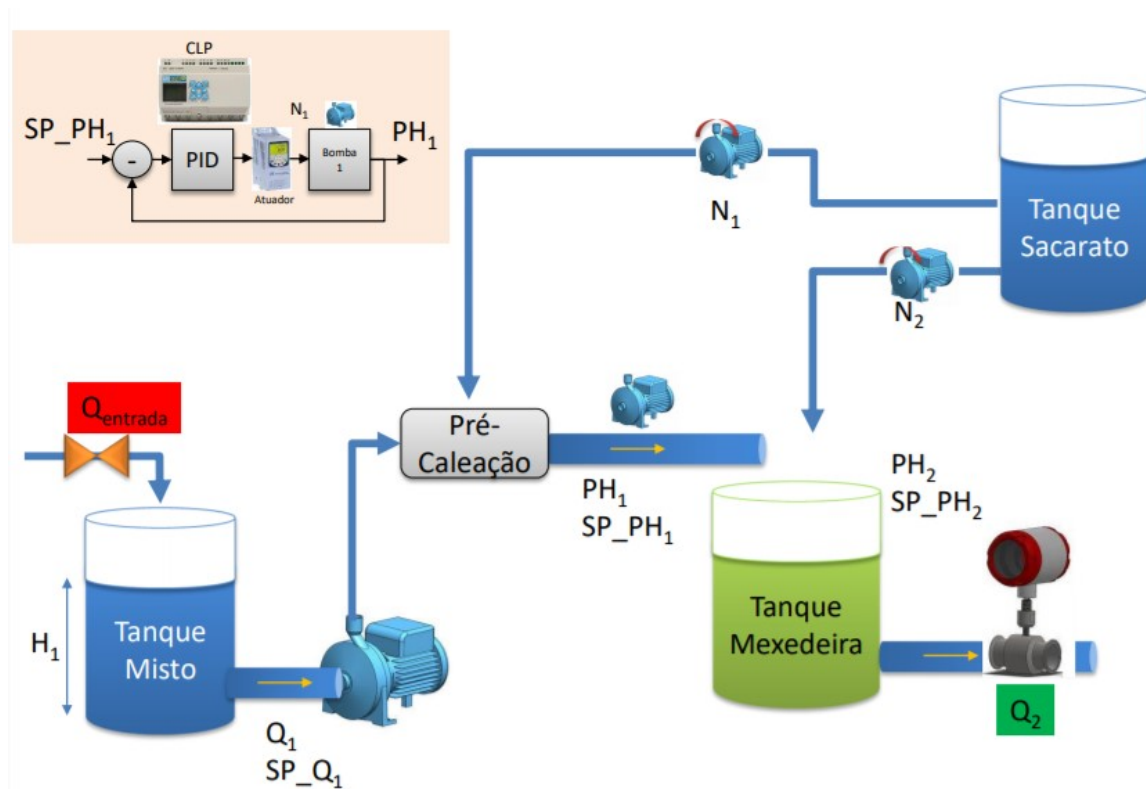 CLP
SP_PH1
N1
PH1
-
PID
Bomba
1
Atuador
N1
Tanque
Sacarato
N2
Qentrada
Pré-
Caleação
PH1
SP_PH1
PH2
SP_PH2
H1
Tanque
Misto
Tanque
Mexedeira
Q1
SP_Q1
Q2